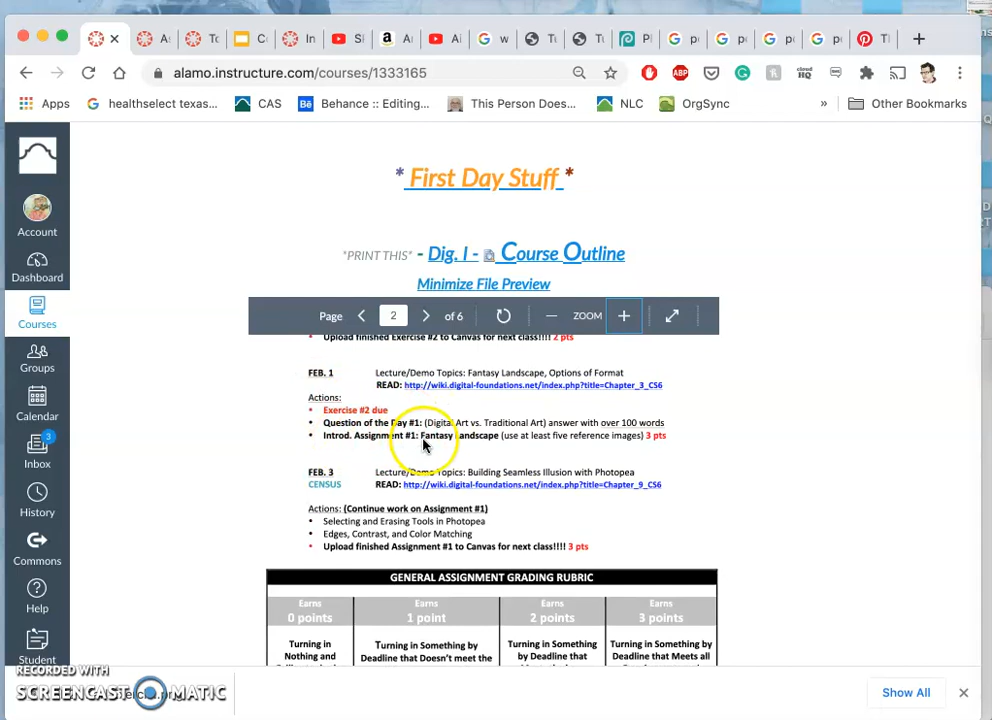 A:
To
C
In
S
A
A
w
T
T
P
p
p
p
p
T
alamo.instructure.com/courses/1333165
ABP
cloud HQ
Apps
healthselect texas...
CAS
Behance :: Editing...
This Person Does...
NLC
OrgSync
»
Other Bookmarks
* First Day Stuff *
*PRINT THIS* - Dig. I - Course Outline
Minimize File Preview
Page
2
of 6
ZOOM
Upload finished Exercise #2 to Canvas for next class!!!! 2 pts
FEB. 1 Lecture/Demo Topics: Fantasy Landscape, Options of Format
READ: http://wiki.digital-foundations.net/index.php?title=Chapter_3_CS6
Actions:
• Exercise #2 due
• Question of the Day #1: (Digital Art vs. Traditional Art) answer with over 100 words
• Introd. Assignment #1: Fantasy Landscape (use at least five reference images) 3 pts
FEB. 3 Lecture/Demo Topics: Building Seamless Illusion with Photopea
CENSUS READ: http://wiki.digital-foundations.net/index.php?title=Chapter_9_CS6
Actions: (Continue work on Assignment #1)
• Selecting and Erasing Tools in Photopea
• Edges, Contrast, and Color Matching
• Upload finished Assignment #1 to Canvas for next class!!!! 3 pts
GENERAL ASSIGNMENT GRADING RUBRIC
Earns
0 points
Earns
1 point
Earns
2 points
Earns
3 points
Turning in
Nothing and
Turning in Something by
Deadline that Doesn't meet the
Turning in Something
by Deadline that
Turning in Something by
Deadline that Meets all
Account
Dashboard
Courses
Groups
Calendar
3
Inbox
History
Commons
Help
Student
RECORDED WITH
SCREENCAST MATIC
Show All